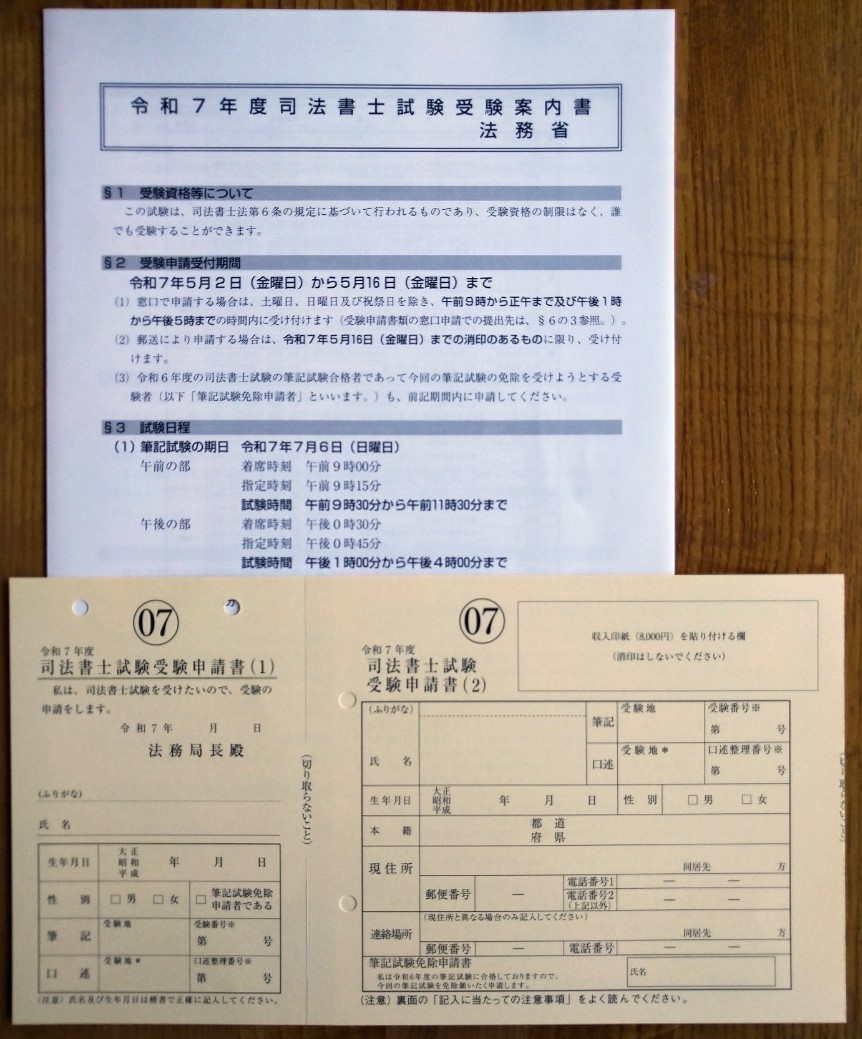 令和7年度司法書士試験受験案内書
法務省
§1 受験資格等について
この試験は、司法書士法第6条の規定に基づいて行われるものであり、受験資格の制限はなく、誰
でも受験することができます。
§2 受験申請受付期間
令和7年5月2日（金曜日）から5月16日（金曜日）まで
(1) 窓口で申請する場合は、土曜日、日曜日及び祝祭日を除き、午前9時から正午まで及び午後1時
から午後5時までの時間内に受け付けます（受験申請書類の窓口申請での提出先は、§6の3参照。）。
(2) 郵送により申請する場合は、令和7年5月16日（金曜日）までの消印のあるものに限り、受け付
けます。
(3) 令和6年度の司法書士試験の筆記試験合格者であって今回の筆記試験の免除を受けようとする受
験者（以下「筆記試験免除申請者」といいます。）も、前記期間内に申請してください。
§3 試験日程
(1) 筆記試験の期日 令和7年7月6日（日曜日）
午前の部 着席時刻 午前9時00分
指定時刻 午前9時15分
試験時間 午前9時30分から午前11時30分まで
午後の部 着席時刻 午後0時30分
指定時刻 午後0時45分
試験時間 午後1時00分から午後4時00分まで
07
令和7年度
司法書士試験受験申請書(1)
私は、司法書士試験を受けたいので、受験の
申請をします。
令和7年 月 日
法務局長殿
(ふりがな)
氏名
生年月日 大正 昭和 平成 年 月 日
性別 □男 □女 □筆記試験免除申請者である
筆記 受験地 受験番号※ 第 号
口述 受験地* 口述整理番号※ 第 号
(注意) 氏名及び生年月日は楷書で正確に記入してください。
(切り取らないこと)
07
令和7年度
司法書士試験
受験申請書(2)
収入印紙（8,000円）を貼り付ける欄
(消印はしないでください)
(ふりがな)
氏名
筆記 受験地 受験番号※ 第 号
口述 受験地* 口述整理番号※ 第 号
生年月日 大正 昭和 平成 年 月 日 性別 □男 □女
本籍 都道府県
現住所 同居先 方
郵便番号 ― 電話番号1 ― ―
電話番号2(上記以外) ― ―
連絡場所 (現住所と異なる場合のみ記入してください)
同居先 方
郵便番号 ― 電話番号 ― ―
筆記試験免除申請書
私は令和6年度の筆記試験に合格しておりますので、
今回の筆記試験を免除願いたく申請します。
氏名
(注意) 裏面の「記入に当たっての注意事項」をよく読んでください。
(切り取らないこと)